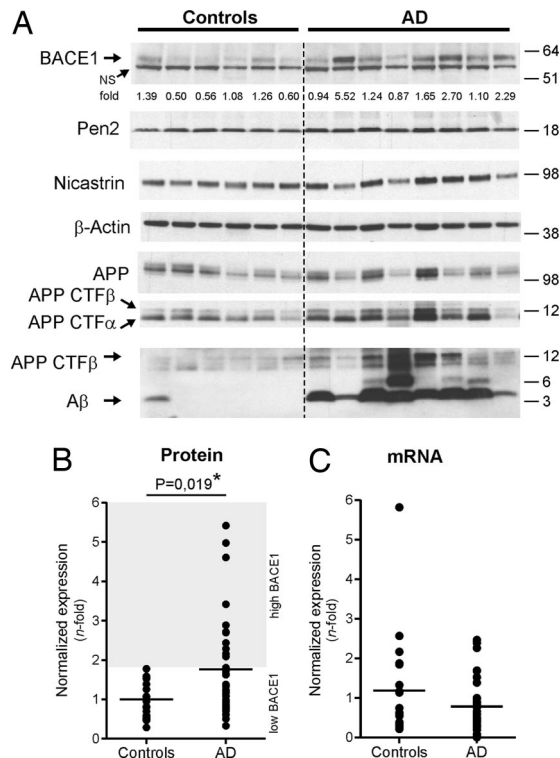 A
Controls AD
BACE1
NS
64
51
fold 1.39 0.50 0.56 1.08 1.26 0.60 0.94 5.52 1.24 0.87 1.65 2.70 1.10 2.29
Pen2 18
Nicastrin 98
β-Actin 38
APP 98
APP CTFβ 12
APP CTFα
APP CTFβ 12
6
Aβ 3
B Protein
P=0,019*
Normalized expression
(n-fold)
6
5
4
3
2
1
0
high BACE1
low BACE1
Controls AD
C mRNA
Normalized expression
(n-fold)
6
5
4
3
2
1
0
Controls AD